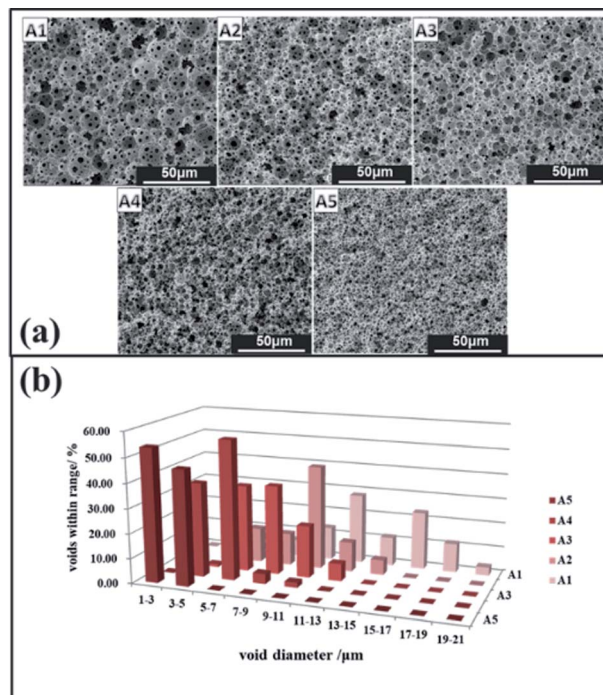 A1
A2
A3
50μm
50μm
50μm
A4
A5
50μm
50μm
(a)
(b)
voids within range/ %
60.00
50.00
40.00
30.00
20.00
10.00
0.00
1-3
3-5
5-7
7-9
9-11
11-13
13-15
15-17
17-19
19-21
A1
A3
A5
void diameter /μm
A5
A4
A3
A2
A1